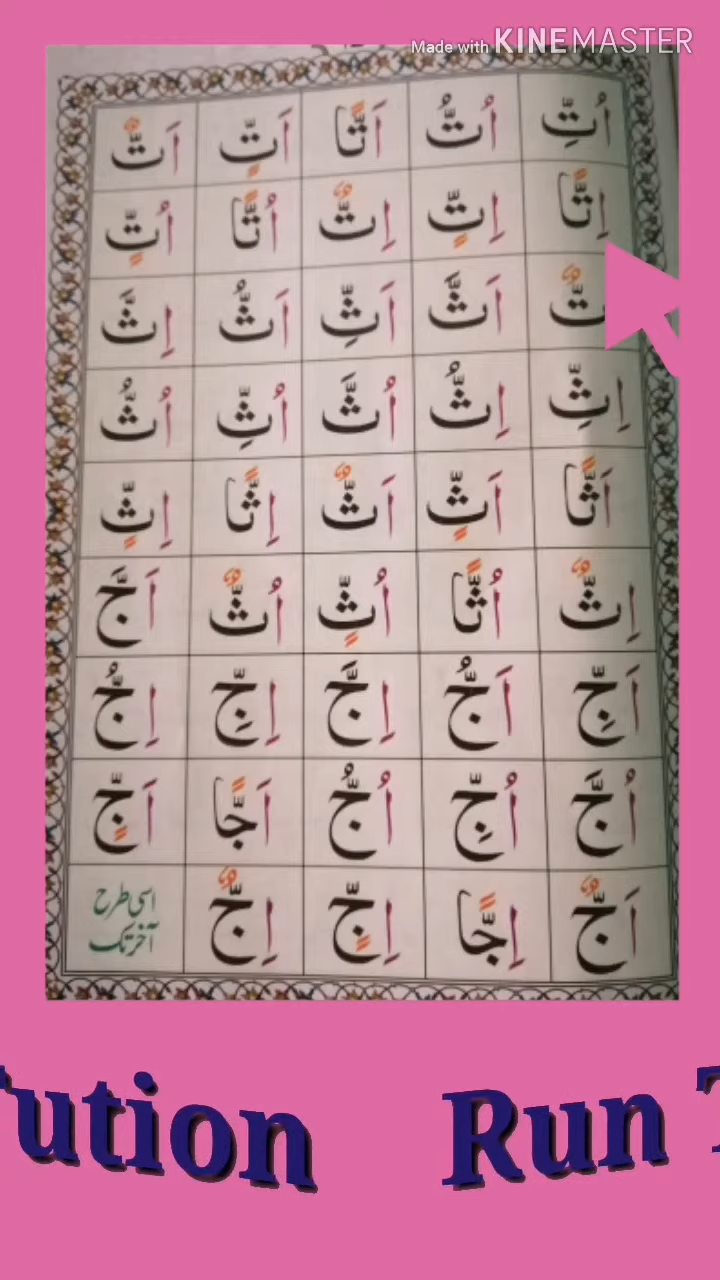 Made with KINEMASTER
اُتِّ اُتُّ اَتًّا اَتٍّ اَتٌّ
اِتًّا اِتٍّ اِتٌّ اُتًّا اُتٍّ
تٌّ اَثَّ اَثِّ اَثُّ اِثَّ
اِثِّ اِثُّ اُثَّ اُثِّ اُثُّ
اَثًّا اَثٍّ اَثٌّ اِثًّا اِثٍّ
اِثٌّ اُثًّا اُثٍّ اُثٌّ اَجَّ
اَجِّ اَجُّ اِجَّ اِجِّ اِجُّ
اُجَّ اُجِّ اُجُّ اَجًّا اَجٍّ
اَجٌّ اِجًّا اِجٍّ اِجٌّ اسی طرح
آخر تک
Tution Run